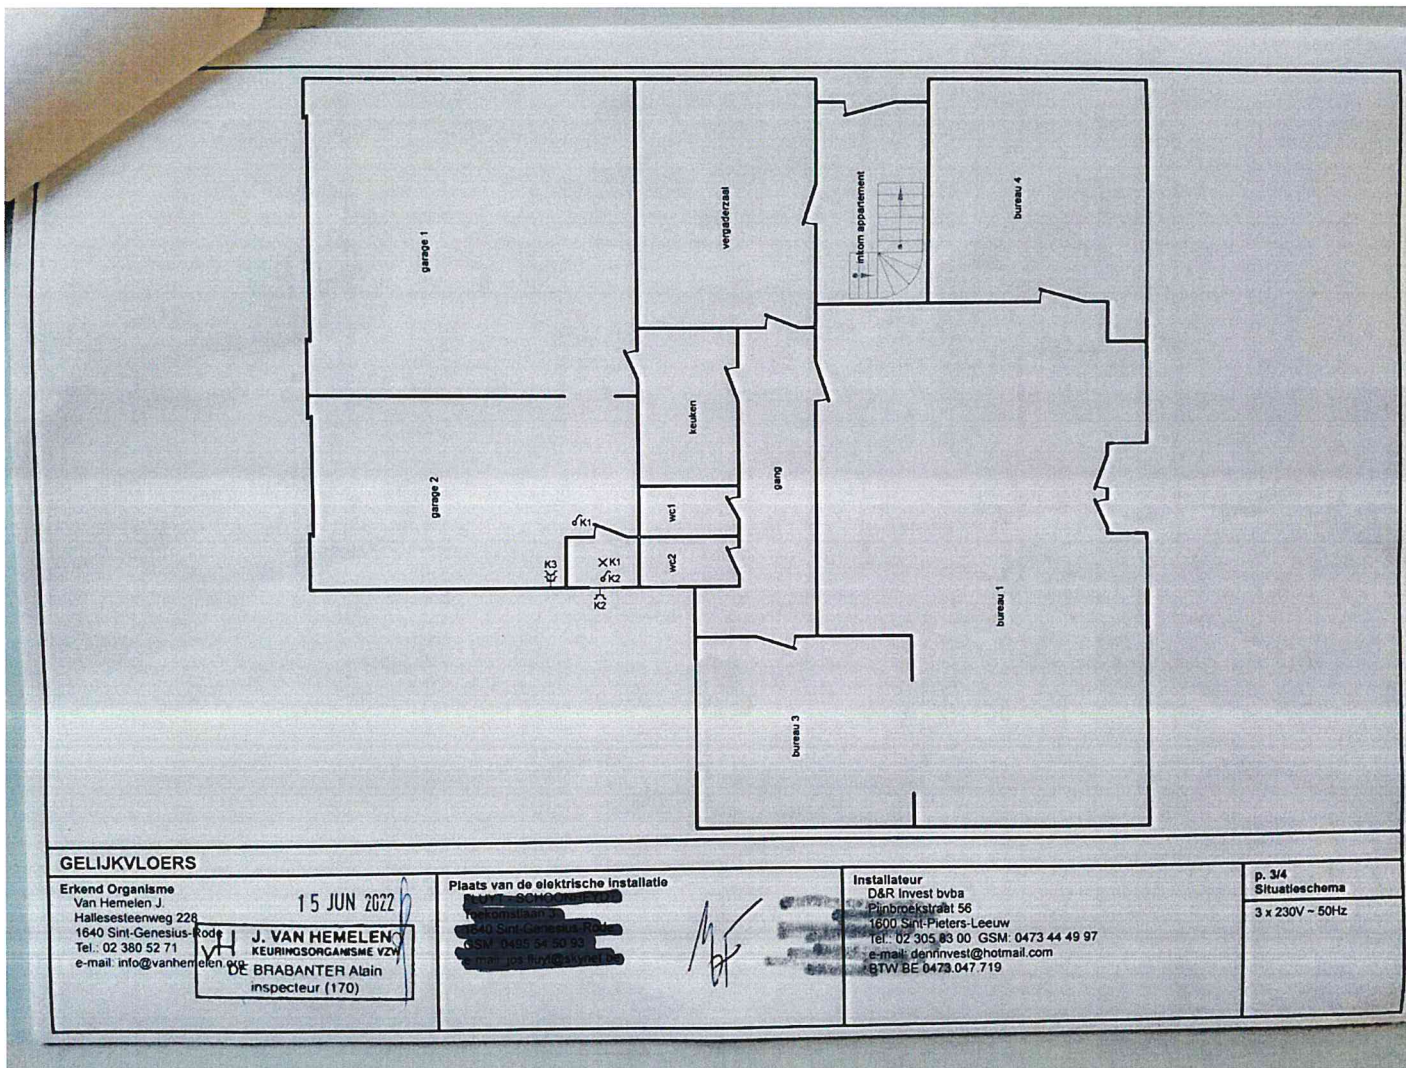 garage 1
vergaderzaal
inkom appartement
bureau 4
garage 2
keuken
gang
wc1
wc2
K1
K3
K1
K2
K2
bureau 1
bureau 3
GELIJKVLOERS
Erkend Organisme
Van Hemelen J.
Hallesesteenweg 228
1640 Sint-Genesius-Rode
Tel.: 02 380 52 71
e-mail: info@vanhemelen.org
15 JUN 2022
vH J. VAN HEMELEN
KEURINGSORGANISME VZW
DE BRABANTER Alain
inspecteur (170)
Plaats van de elektrische installatie
Installateur
D&R Invest bvba
Pijnbroekstraat 56
1600 Sint-Pieters-Leeuw
Tel.: 02 305 83 00 GSM: 0473 44 49 97
e-mail: denrinvest@hotmail.com
BTW BE 0473.047.719
p. 3/4
Situatieschema
3 x 230V ~ 50Hz